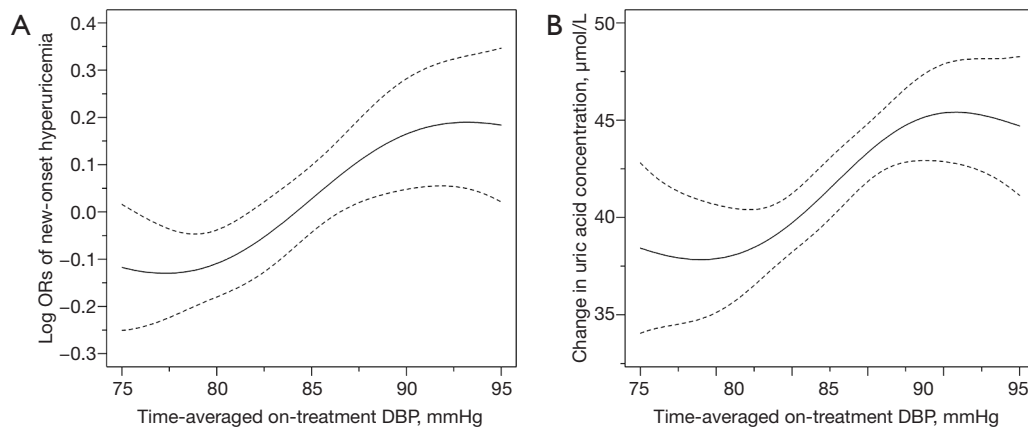 A
Log ORs of new-onset hyperuricemia
0.4
0.3
0.2
0.1
0.0
−0.1
−0.2
−0.3
75 80 85 90 95
Time-averaged on-treatment DBP, mmHg
B
Change in uric acid concentration, µmol/L
50
45
40
35
75 80 85 90 95
Time-averaged on-treatment DBP, mmHg